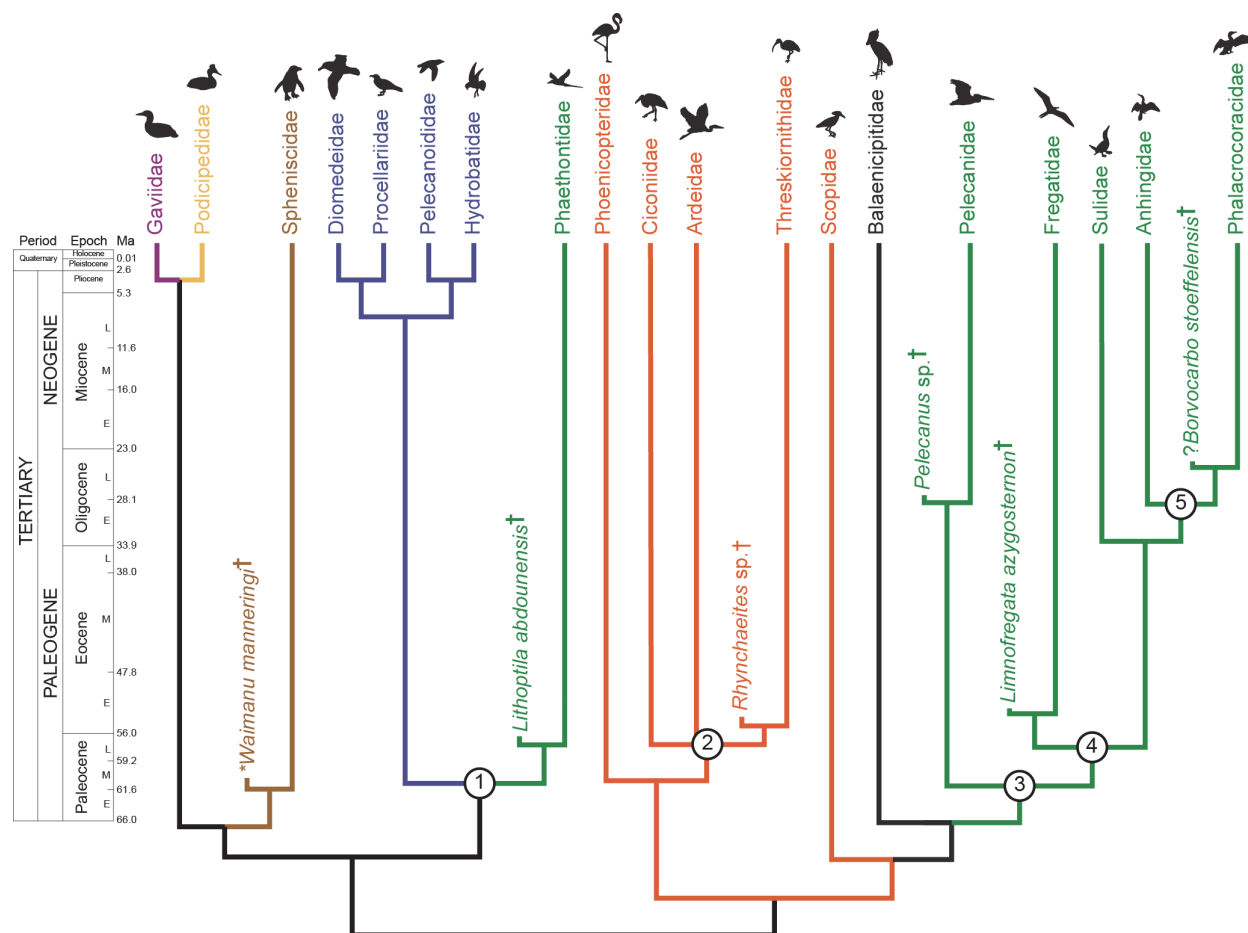 Gaviidae
Podicipedidae
Spheniscidae
Diomedeidae
Procellariidae
Pelecanoididae
Hydrobatidae
Phaethontidae
Phoenicopteridae
Ciconiidae
Ardeidae
Threskiornithidae
Scopidae
Balaenicipitidae
Pelecanidae
Fregatidae
Sulidae
Anhingidae
Phalacrocoracidae
?Borvocarbo stoeffelensis†
Pelecanus sp.†
Limnofregata azygosternon†
Lithoptila abdounensis†
Rhynchaeites sp.†
*Waimanu manneringi†
Period Epoch Ma
Quaternary
Holocene
0.01
Pleistocene
2.6
Pliocene
5.3
TERTIARY
NEOGENE
Miocene
L
11.6
M
16.0
E
23.0
PALEOGENE
Oligocene
L
28.1
E
33.9
Eocene
L
38.0
M
47.8
E
56.0
Paleocene
L
59.2
M
61.6
E
66.0
1
2
3
4
5